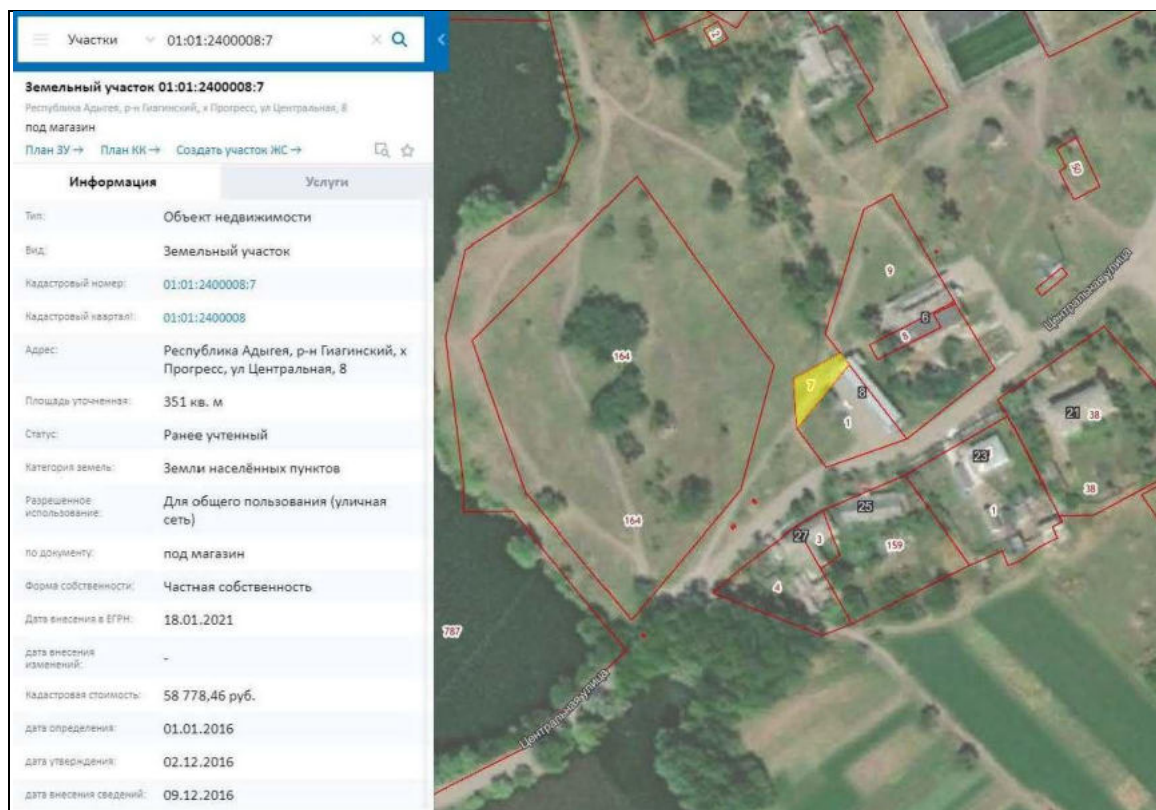 Участки 01:01:2400008:7
Земельный участок 01:01:2400008:7
Республика Адыгея, р-н Гиагинский, х Прогресс, ул Центральная, 8
под магазин
План ЗУ → План КК → Создать участок ЖС →
Информация Услуги
Тип: Объект недвижимости
Вид: Земельный участок
Кадастровый номер: 01:01:2400008:7
Кадастровый квартал: 01:01:2400008
Адрес: Республика Адыгея, р-н Гиагинский, х
Прогресс, ул Центральная, 8
Площадь уточненная: 351 кв. м
Статус: Ранее учтенный
Категория земель: Земли населённых пунктов
Разрешенное
использование:
Для общего пользования (уличная
сеть)
по документу: под магазин
Форма собственности: Частная собственность
Дата внесения в ЕГРН: 18.01.2021
дата внесения
изменений: -
Кадастровая стоимость: 58 778,46 руб.
дата определения: 01.01.2016
дата утверждения: 02.12.2016
дата внесения сведений: 09.12.2016
2
50
9
Центральная улица
6
5
164
7
8
1
21 38
23
38
25
1
164
27 3
159
4
787
Центральная улица